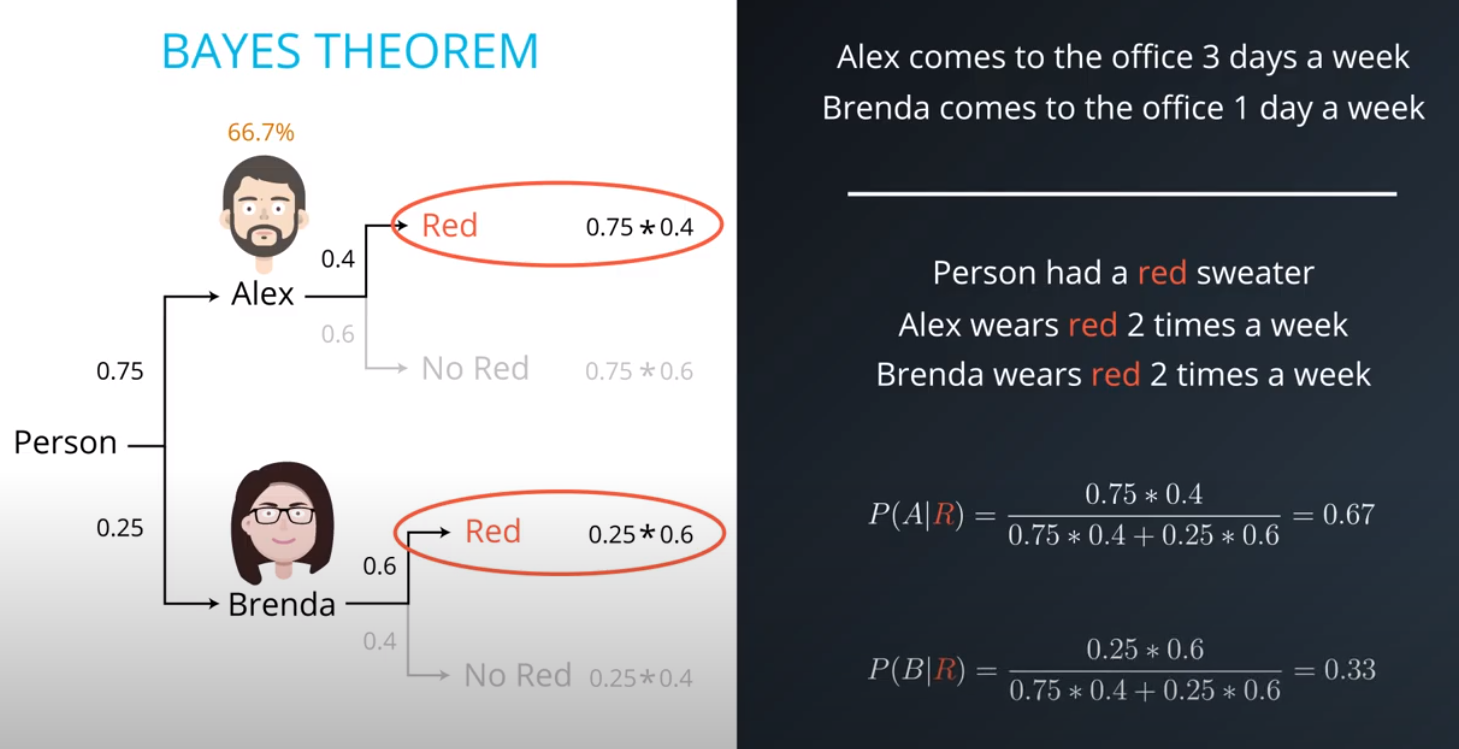 BAYES THEOREM
66.7%
Red 0.75 * 0.4
0.4
Alex
0.6
No Red 0.75 * 0.6
0.75
Person
0.25
Red 0.25 * 0.6
0.6
Brenda
0.4
No Red 0.25 * 0.4
Alex comes to the office 3 days a week
Brenda comes to the office 1 day a week
Person had a red sweater
Alex wears red 2 times a week
Brenda wears red 2 times a week
P(A|R) = 0.75 * 0.4 / 0.75 * 0.4 + 0.25 * 0.6 = 0.67
P(B|R) = 0.25 * 0.6 / 0.75 * 0.4 + 0.25 * 0.6 = 0.33